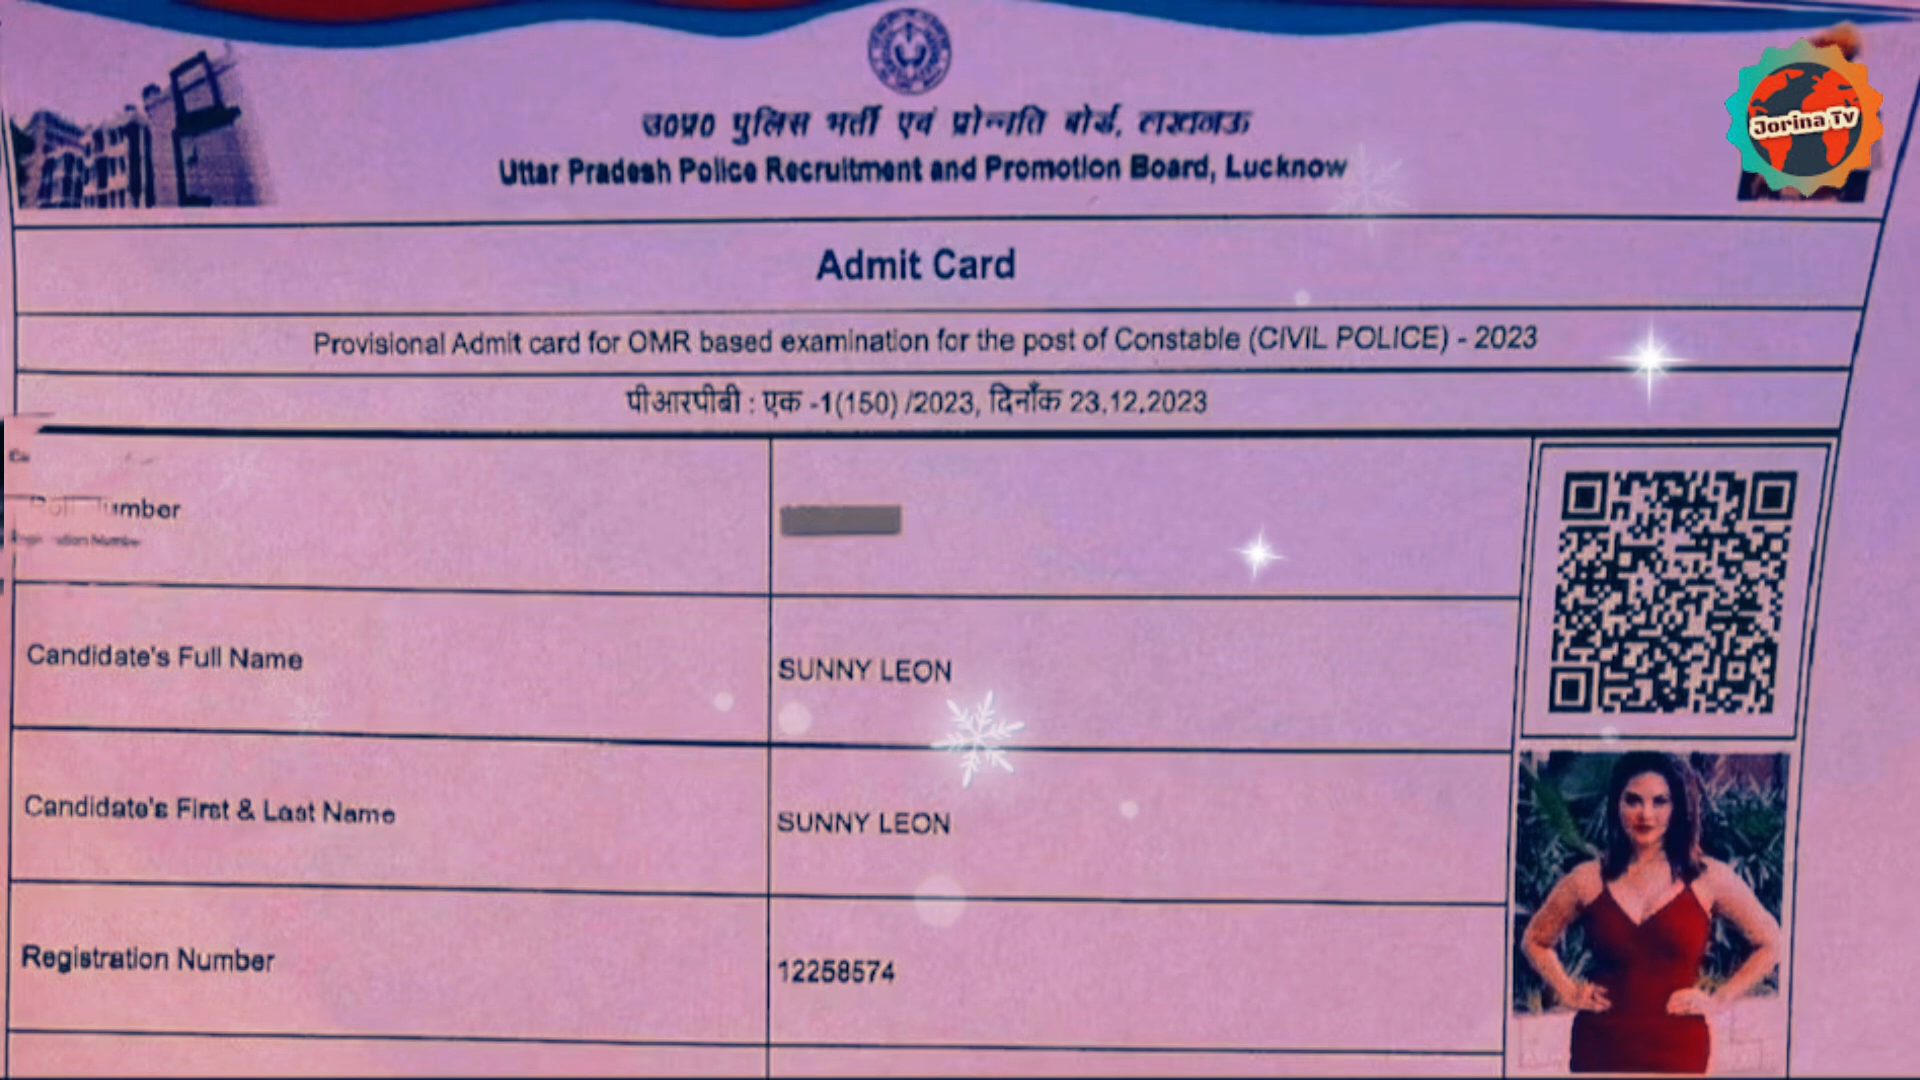 उ०प्र० पुलिस भर्ती एवं प्रोन्नति बोर्ड, लखनऊ
Uttar Pradesh Police Recruitment and Promotion Board, Lucknow
Jorina Tv
Admit Card
Provisional Admit card for OMR based examination for the post of Constable (CIVIL POLICE) - 2023
पीआरपीबी : एक -1(150) /2023, दिनाँक 23.12.2023
Roll Number
Candidate's Full Name
SUNNY LEON
Candidate's First & Last Name
SUNNY LEON
Registration Number
12258574